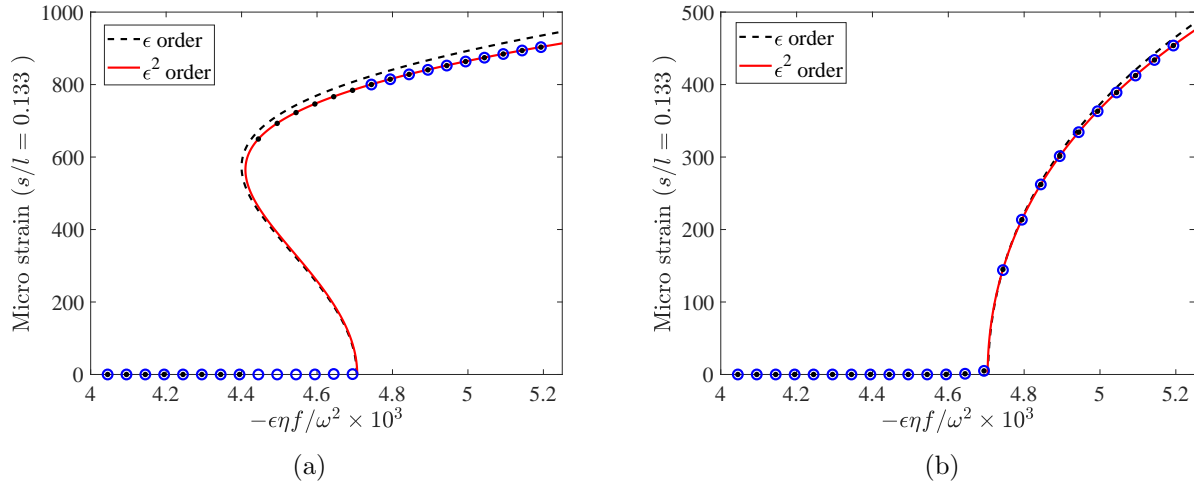 1000
800
600
400
200
0
Micro strain (s/l = 0.133 )
ϵ order
ϵ² order
4 4.2 4.4 4.6 4.8 5 5.2
−ϵηf/ω² × 10³
(a)
500
400
300
200
100
0
Micro strain (s/l = 0.133 )
ϵ order
ϵ² order
4 4.2 4.4 4.6 4.8 5 5.2
−ϵηf/ω² × 10³
(b)